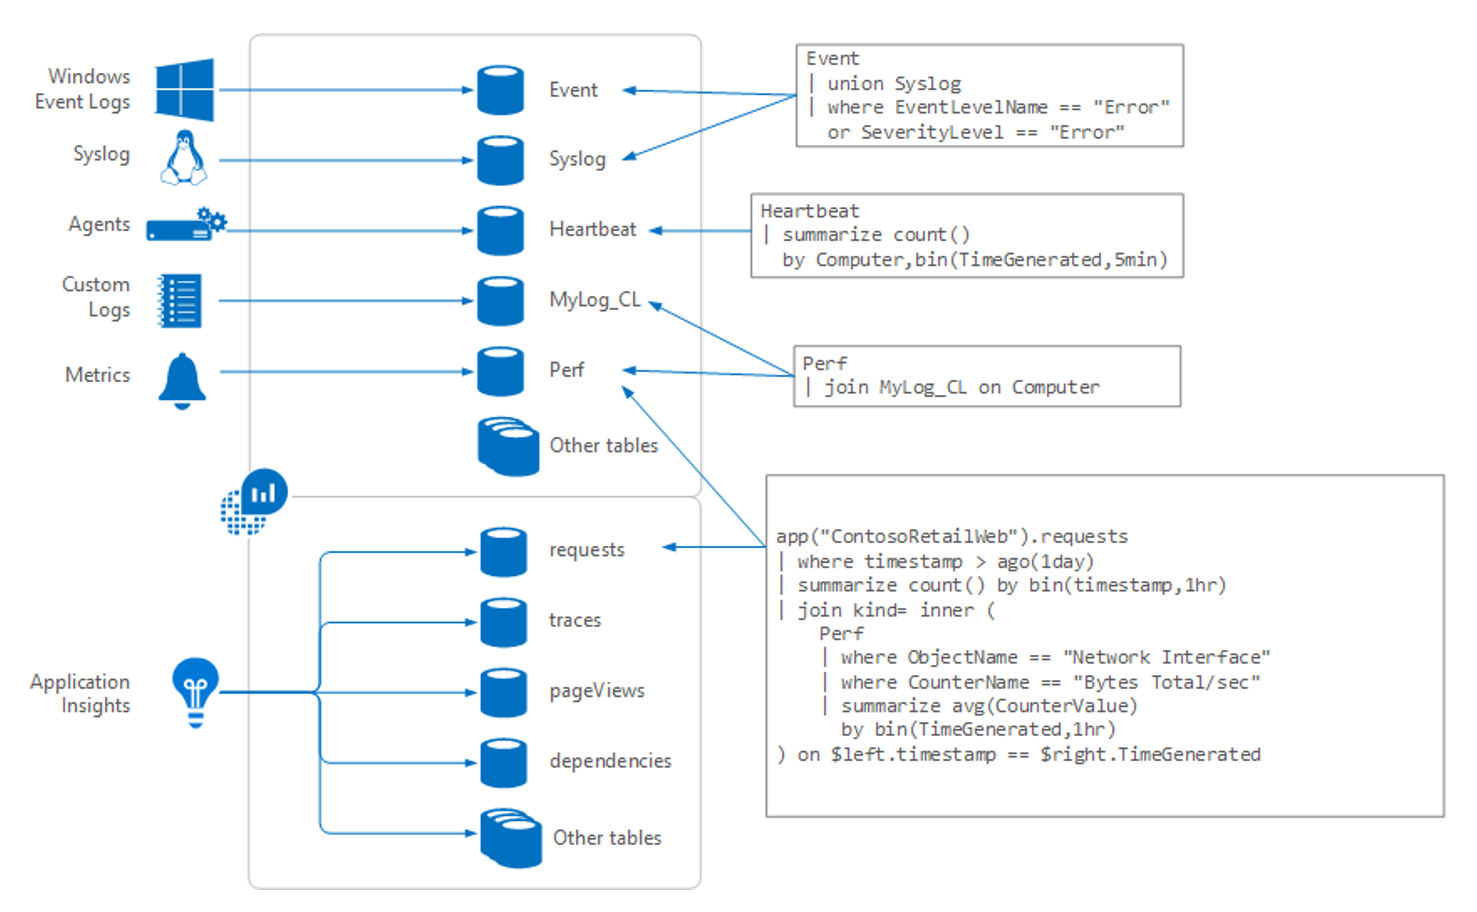 Windows
Event Logs
Event
Event
| union Syslog
| where EventLevelName == "Error"
or SeverityLevel == "Error"
Syslog
Syslog
Agents
Heartbeat
Heartbeat
| summarize count()
by Computer,bin(TimeGenerated,5min)
Custom
Logs
MyLog_CL
Metrics
Perf
Perf
| join MyLog_CL on Computer
Other tables
requests
traces
Application
Insights
pageViews
dependencies
Other tables
app("ContosoRetailWeb").requests
| where timestamp > ago(1day)
| summarize count() by bin(timestamp,1hr)
| join kind= inner (
Perf
| where ObjectName == "Network Interface"
| where CounterName == "Bytes Total/sec"
| summarize avg(CounterValue)
by bin(TimeGenerated,1hr)
) on $left.timestamp == $right.TimeGenerated